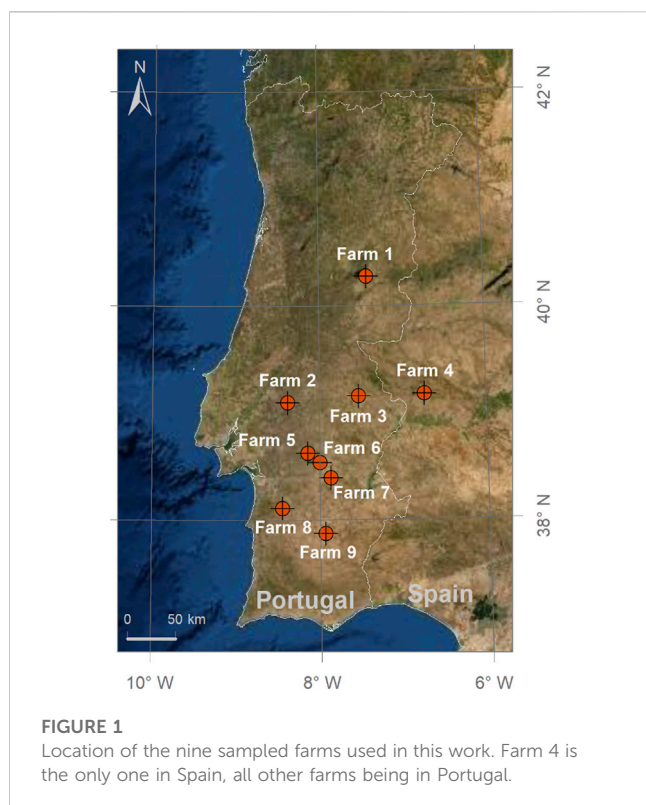 N
42° N
Farm 1
40° N
Farm 4
Farm 2
Farm 3
Farm 5
Farm 6
Farm 7
38° N
Farm 8
Farm 9
Portugal
Spain
0 50 km
10° W 8° W 6° W
FIGURE 1
Location of the nine sampled farms used in this work. Farm 4 is
the only one in Spain, all other farms being in Portugal.